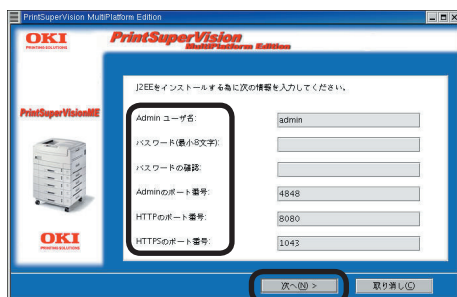 PrintSuperVision MultiPlatform Edition
OKI
PRINTING SOLUTIONS
PrintSuperVision
MultiPlatform Edition
J2EEをインストールする為に次の情報を入力してください。
PrintSuperVisionME
Admin ユーザ名:
admin
パスワード(最小8文字):
パスワードの確認:
Adminのポート番号:
4848
HTTPのポート番号:
8080
HTTPSのポート番号:
1043
OKI
PRINTING SOLUTIONS
次へ(N) >
取り消し(C)